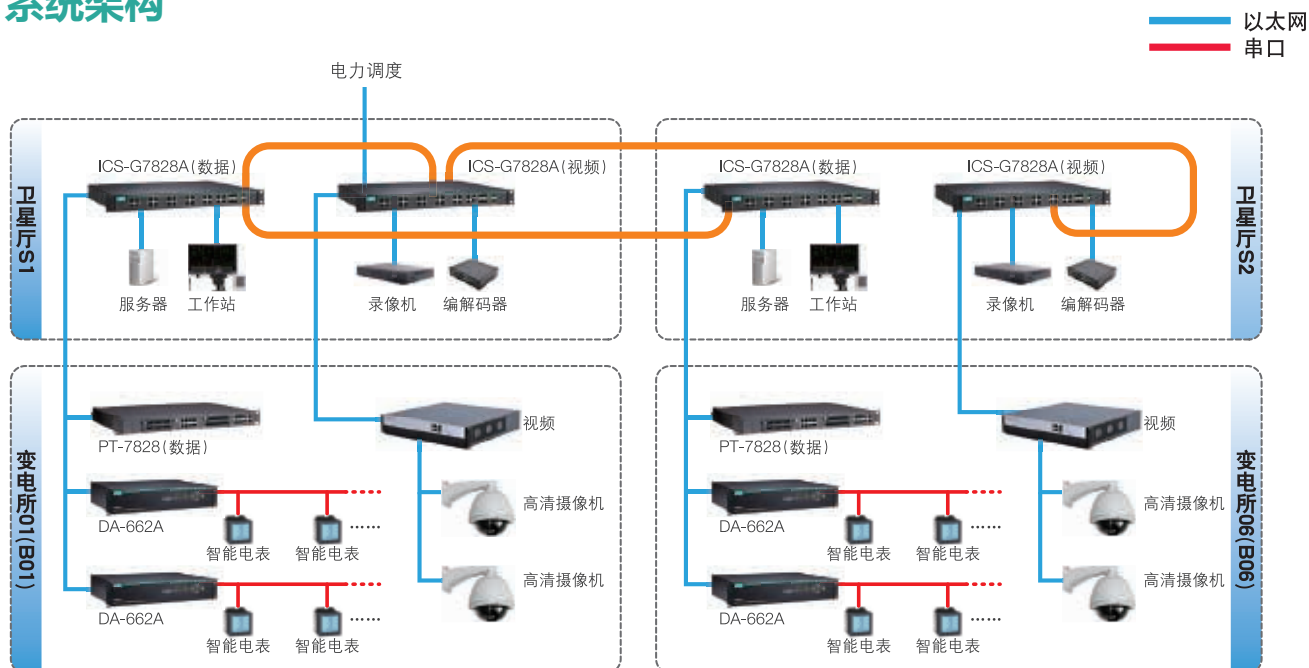 系统架构
以太网
串口
电力调度
卫星厅S1
ICS-G7828A(数据)
ICS-G7828A(视频)
服务器
工作站
录像机
编解码器
ICS-G7828A(数据)
ICS-G7828A(视频)
服务器
工作站
录像机
编解码器
卫星厅S2
变电所01(B01)
PT-7828(数据)
视频
DA-662A
智能电表
智能电表
……
高清摄像机
DA-662A
智能电表
智能电表
……
高清摄像机
PT-7828(数据)
视频
DA-662A
智能电表
智能电表
……
高清摄像机
DA-662A
智能电表
智能电表
……
高清摄像机
变电所06(B06)